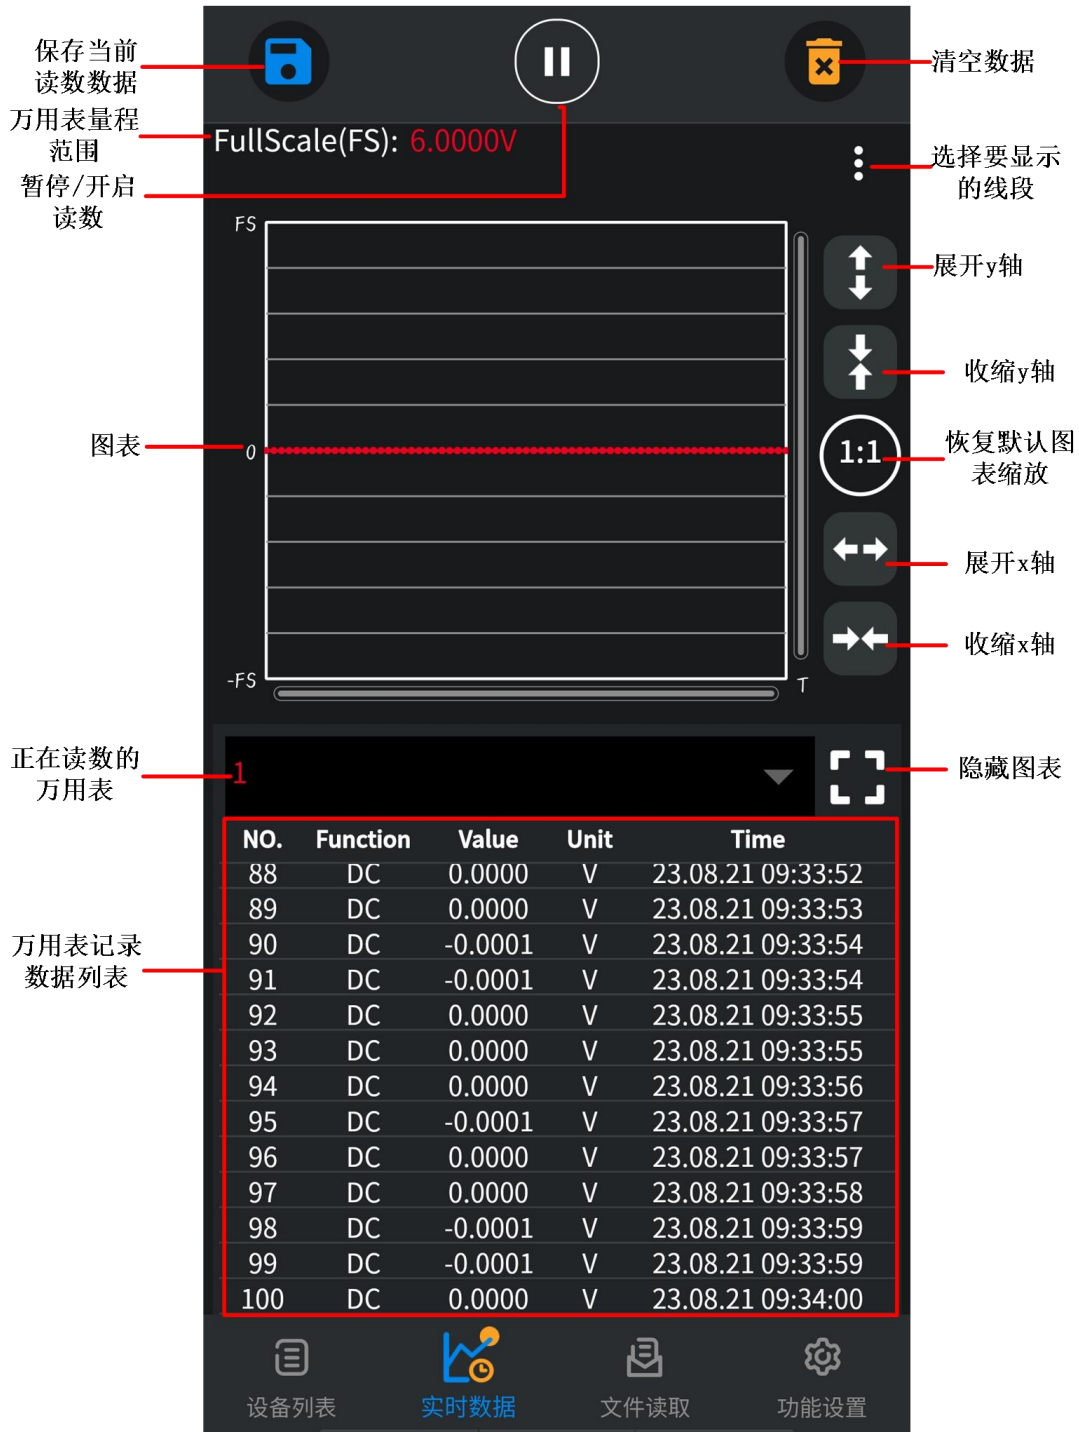 保存当前
读数数据
清空数据
万用表量程
范围
FullScale(FS): 6.0000V
选择要显示
的线段
暂停/开启
读数
FS
展开y轴
收缩y轴
图表
0
1:1
恢复默认图
表缩放
展开x轴
收缩x轴
-FS
T
正在读数的
万用表
1
隐藏图表
NO. Function Value Unit Time
88 DC 0.0000 V 23.08.21 09:33:52
89 DC 0.0000 V 23.08.21 09:33:53
90 DC -0.0001 V 23.08.21 09:33:54
91 DC -0.0001 V 23.08.21 09:33:54
92 DC 0.0000 V 23.08.21 09:33:55
93 DC 0.0000 V 23.08.21 09:33:55
94 DC 0.0000 V 23.08.21 09:33:56
95 DC -0.0001 V 23.08.21 09:33:57
96 DC 0.0000 V 23.08.21 09:33:57
97 DC 0.0000 V 23.08.21 09:33:58
98 DC -0.0001 V 23.08.21 09:33:59
99 DC -0.0001 V 23.08.21 09:33:59
100 DC 0.0000 V 23.08.21 09:34:00
万用表记录
数据列表
设备列表 实时数据 文件读取 功能设置